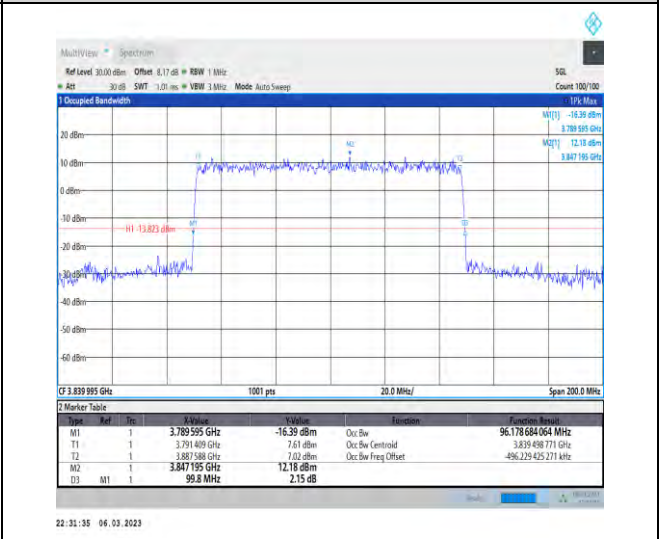 MultiView Spectrum
Ref Level 30.00 dBm Offset 8.17 dB RBW 1 MHz SGL
Att 30 dB SWT 1.01 ms VBW 3 MHz Mode Auto Sweep Count 100/100
1 Occupied Bandwidth 1Pk Max
M1[1] -16.39 dBm
3.789 595 GHz
M2[1] 12.18 dBm
3.847 195 GHz
20 dBm
M2
T1 T2
10 dBm
0 dBm
-10 dBm
M1 D3
H1 -13.823 dBm
-20 dBm
-30 dBm
-40 dBm
-50 dBm
-60 dBm
CF 3.839 995 GHz 1001 pts 20.0 MHz/ Span 200.0 MHz
2 Marker Table
Type Ref Trc X-Value Y-Value Function Function Result
M1 1 3.789 595 GHz -16.39 dBm Occ Bw 96.178 684 064 MHz
T1 1 3.791 409 GHz 7.61 dBm Occ Bw Centroid 3.839 498 771 GHz
T2 1 3.887 588 GHz 7.02 dBm Occ Bw Freq Offset -496.229 425 271 kHz
M2 1 3.847 195 GHz 12.18 dBm
D3 M1 1 99.8 MHz 2.15 dB
22:31:35 06.03.2023